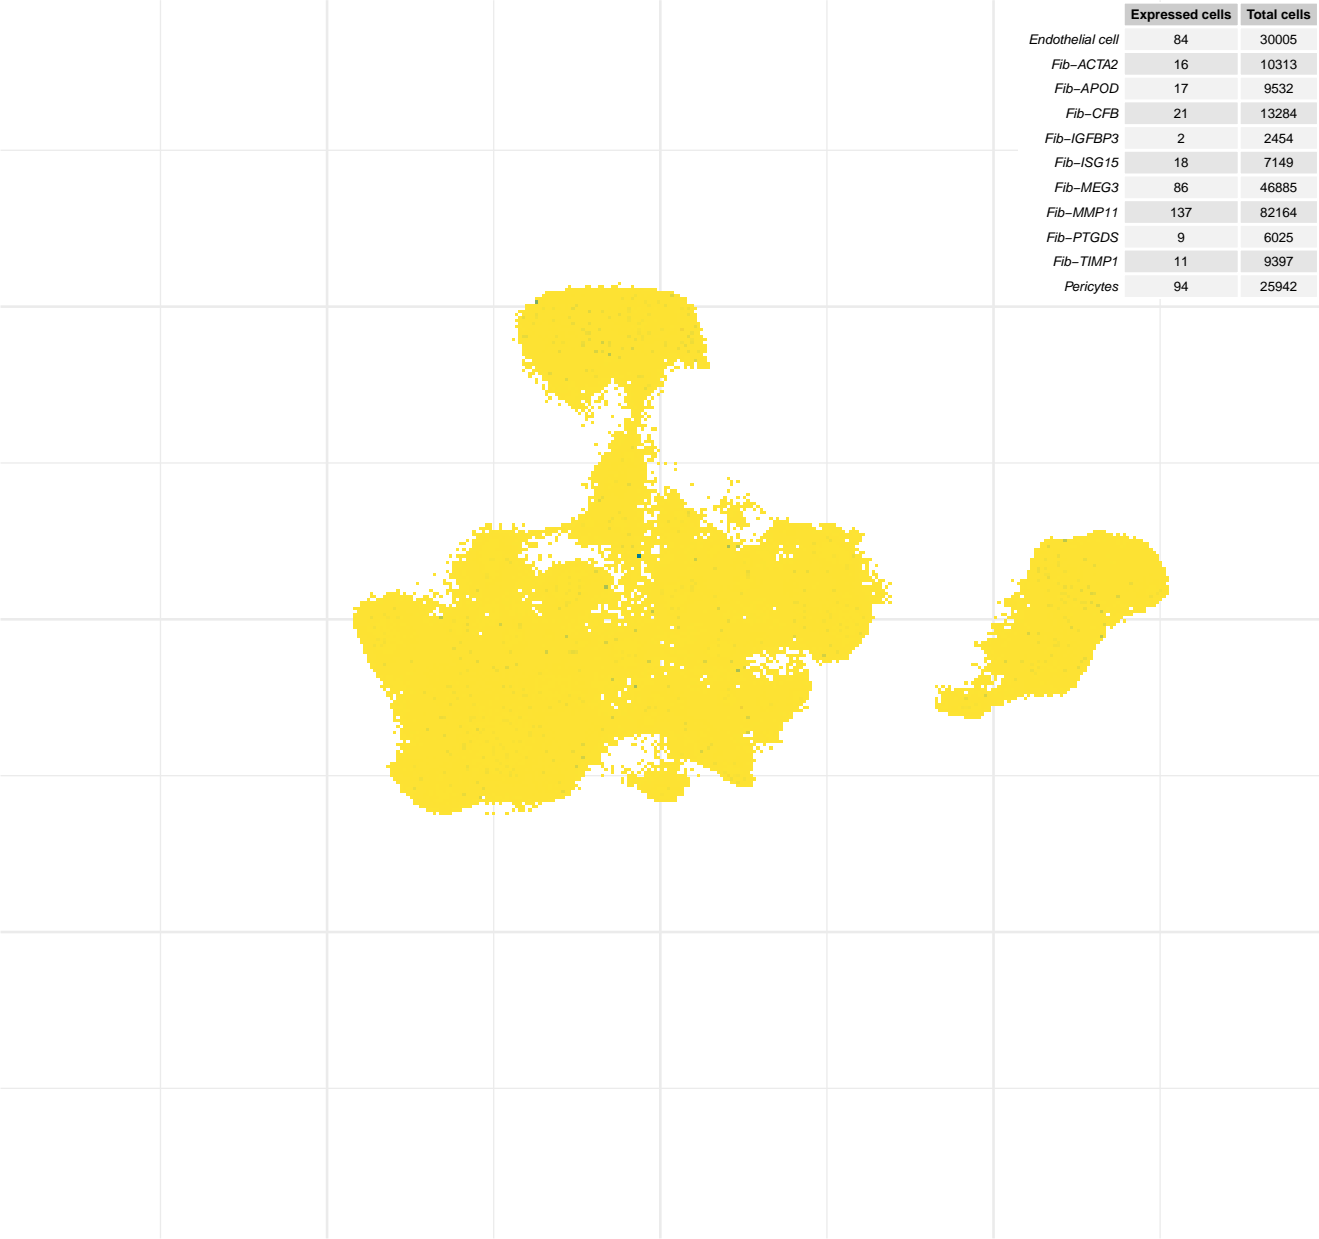 Expressed cells Total cells
Endothelial cell 84 30005
Fib−ACTA2 16 10313
Fib−APOD 17 9532
Fib−CFB 21 13284
Fib−IGFBP3 2 2454
Fib−ISG15 18 7149
Fib−MEG3 86 46885
Fib−MMP11 137 82164
Fib−PTGDS 9 6025
Fib−TIMP1 11 9397
Pericytes 94 25942